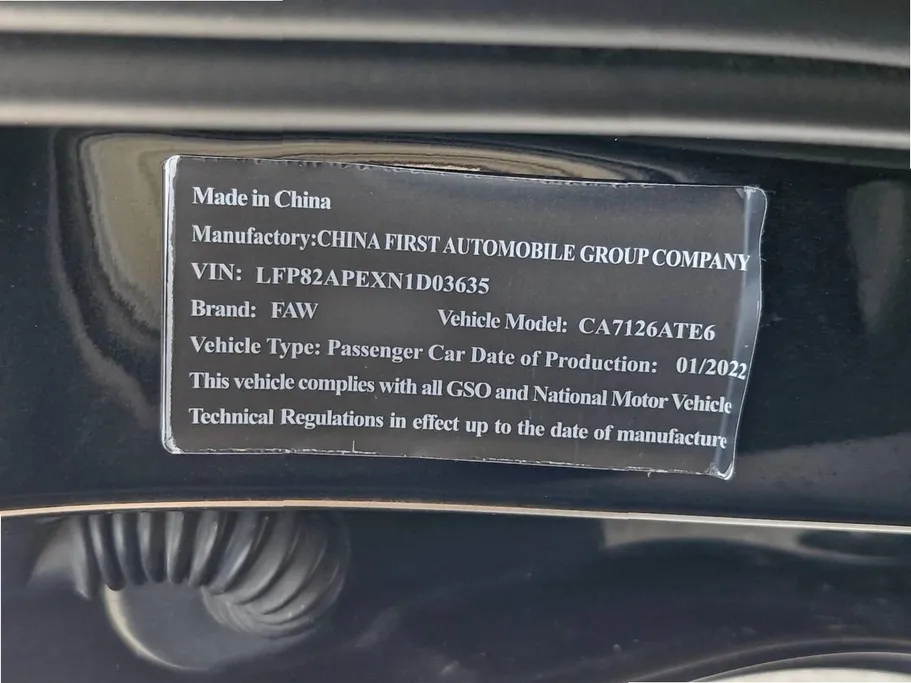 Made in China
Manufactory:CHINA FIRST AUTOMOBILE GROUP COMPANY
VIN: LFP82APEXN1D03635
Brand: FAW Vehicle Model: CA7126ATE6
Vehicle Type: Passenger Car Date of Production: 01/2022
This vehicle complies with all GSO and National Motor Vehicle
Technical Regulations in effect up to the date of manufacture